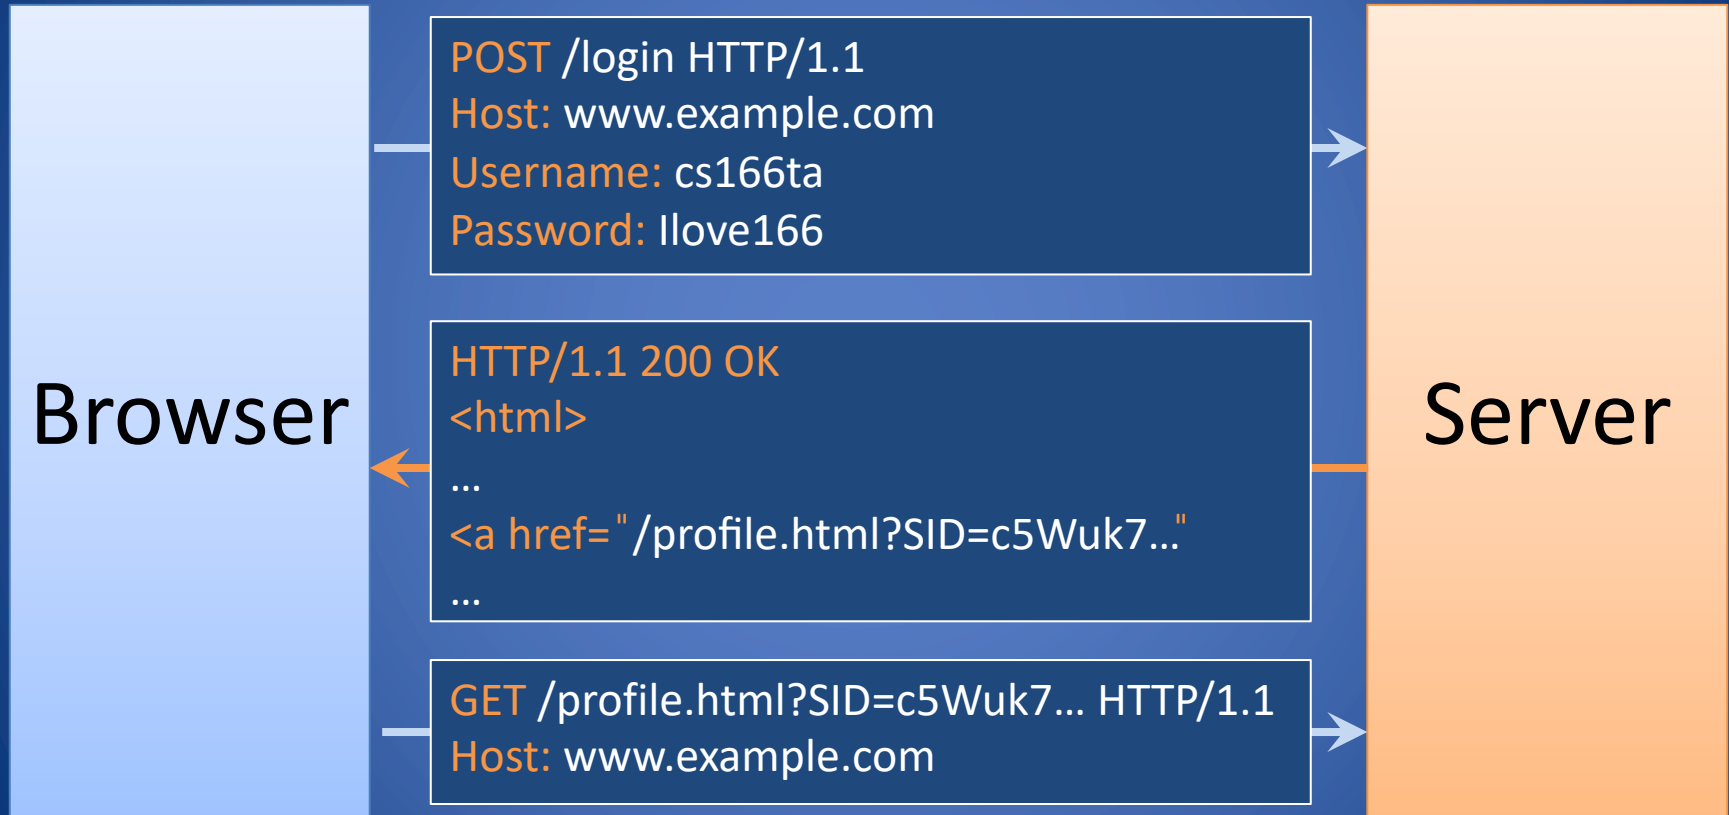 Browser
POST /login HTTP/1.1
Host: www.example.com
Username: cs166ta
Password: Ilove166
HTTP/1.1 200 OK
<html>
…
<a href="/profile.html?SID=c5Wuk7…"
…
GET /profile.html?SID=c5Wuk7… HTTP/1.1
Host: www.example.com
Server